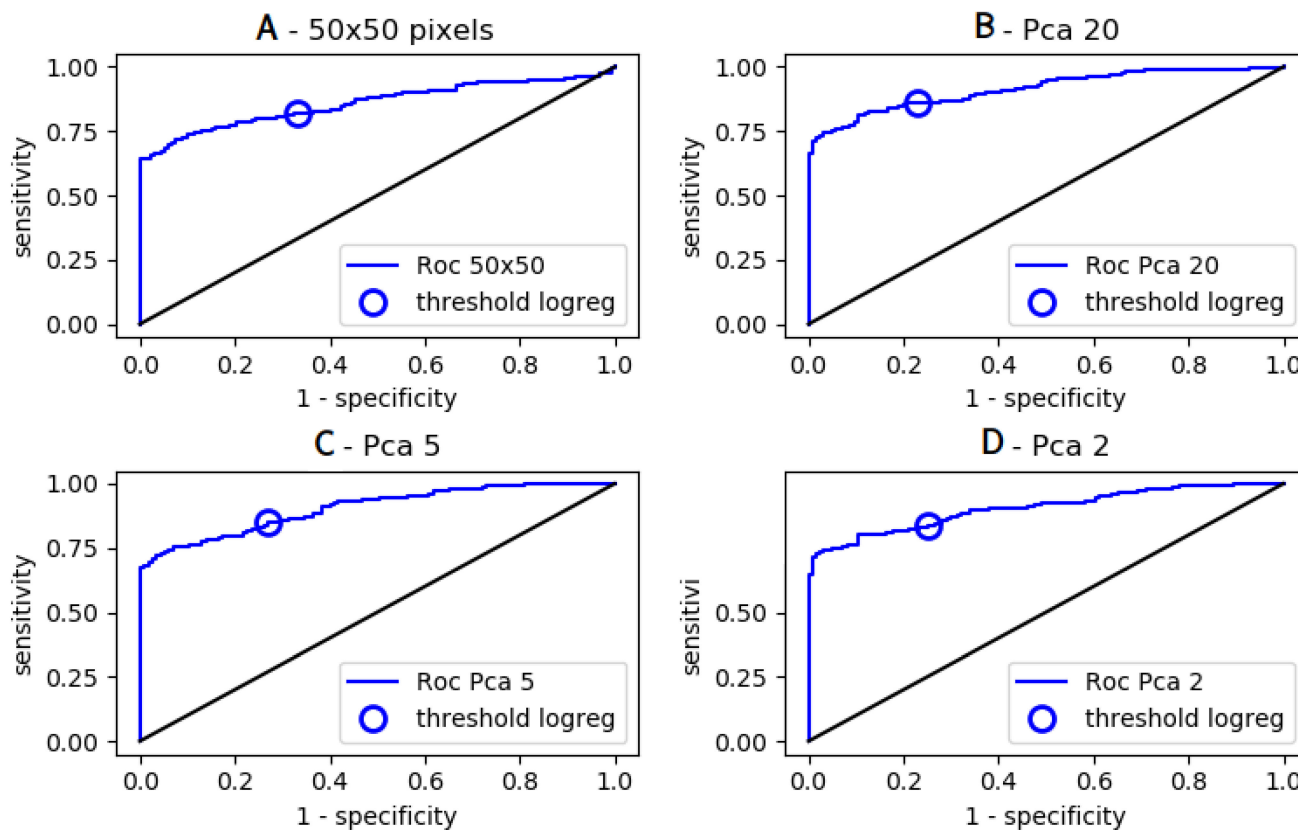 A - 50x50 pixels
1.00
0.75
0.50
0.25
0.00
sensitivity
Roc 50x50
threshold logreg
0.0 0.2 0.4 0.6 0.8 1.0
1 - specificity
B - Pca 20
1.00
0.75
0.50
0.25
0.00
sensitivity
Roc Pca 20
threshold logreg
0.0 0.2 0.4 0.6 0.8 1.0
1 - specificity
C - Pca 5
1.00
0.75
0.50
0.25
0.00
sensitivity
Roc Pca 5
threshold logreg
0.0 0.2 0.4 0.6 0.8 1.0
1 - specificity
D - Pca 2
0.50
0.25
0.00
sensitivi
Roc Pca 2
threshold logreg
0.0 0.2 0.4 0.6 0.8 1.0
1 - specificity